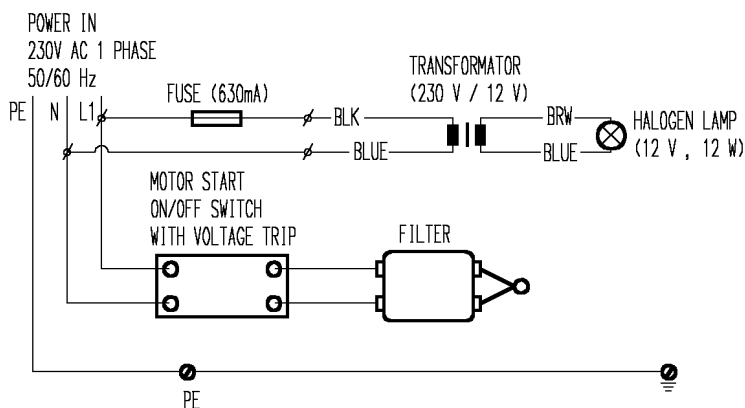 POWER IN
230V AC 1 PHASE
50/60 Hz
PE N L1
FUSE (630mA)
BLK
BLUE
TRANSFORMATOR
(230 V / 12 V)
BRW
BLUE
HALOGEN LAMP
(12 V , 12 W)
MOTOR START
ON/OFF SWITCH
WITH VOLTAGE TRIP
FILTER
PE